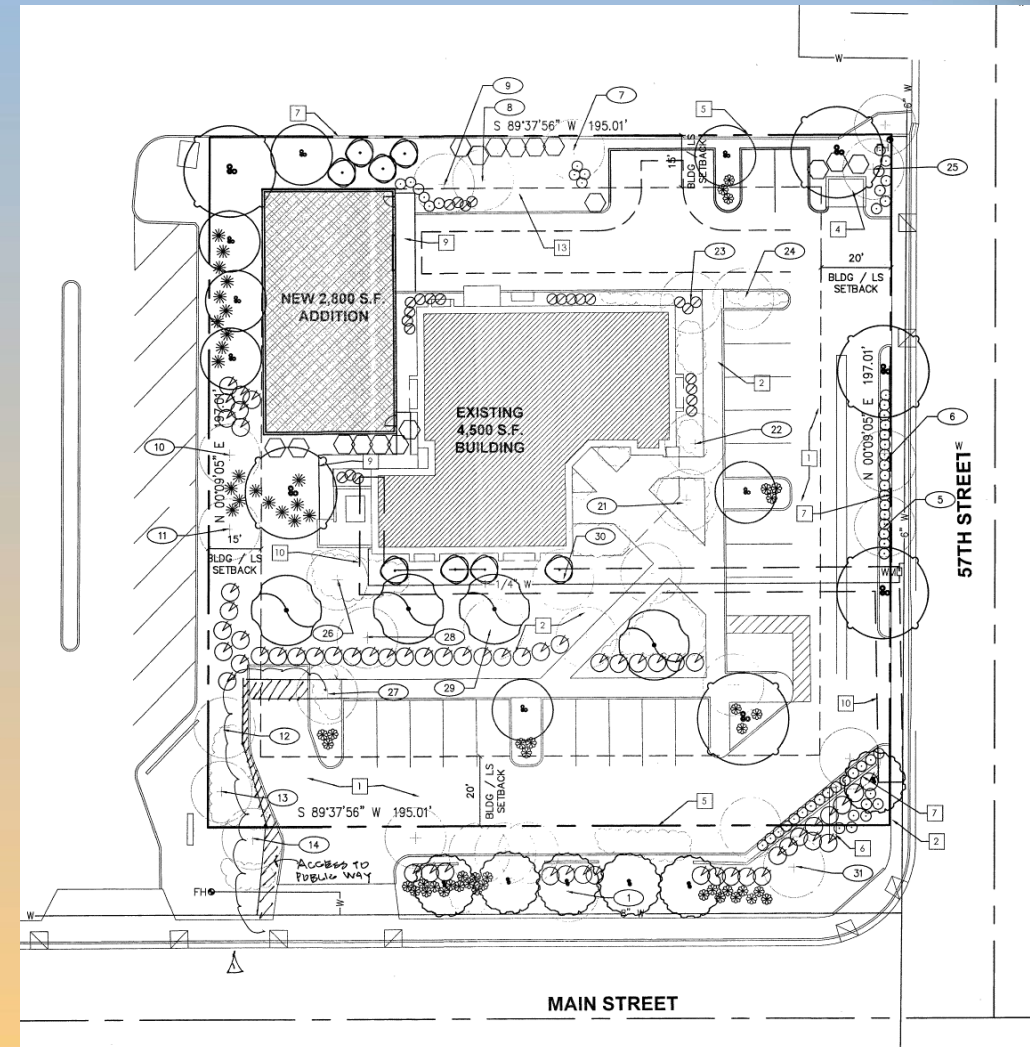 W
6" W
9
8
7
7
5
S 89°37'56" W 195.01'
15'
BLDG / LS
SETBACK
25
4
9
13
23
24
20'
BLDG / LS
SETBACK
NEW 2,800 S.F.
ADDITION
2
EXISTING
4,500 S.F.
BUILDING
N 00°09'05" E 197.01'
N 00°09'05" E 197.01'
6
22
10
9
1
7
5
57TH STREET
W
21
11
15'
BLDG / LS
SETBACK
10
30
6" W
WM
1-1/4" W
26
28
2
29
27
10
12
1
20'
BLDG / LS
SETBACK
13
S 89°37'56" W 195.01'
5
7
14
6
2
ACCESS TO
PUBLIC WAY
31
FH
W
1
8" W
W
MAIN STREET